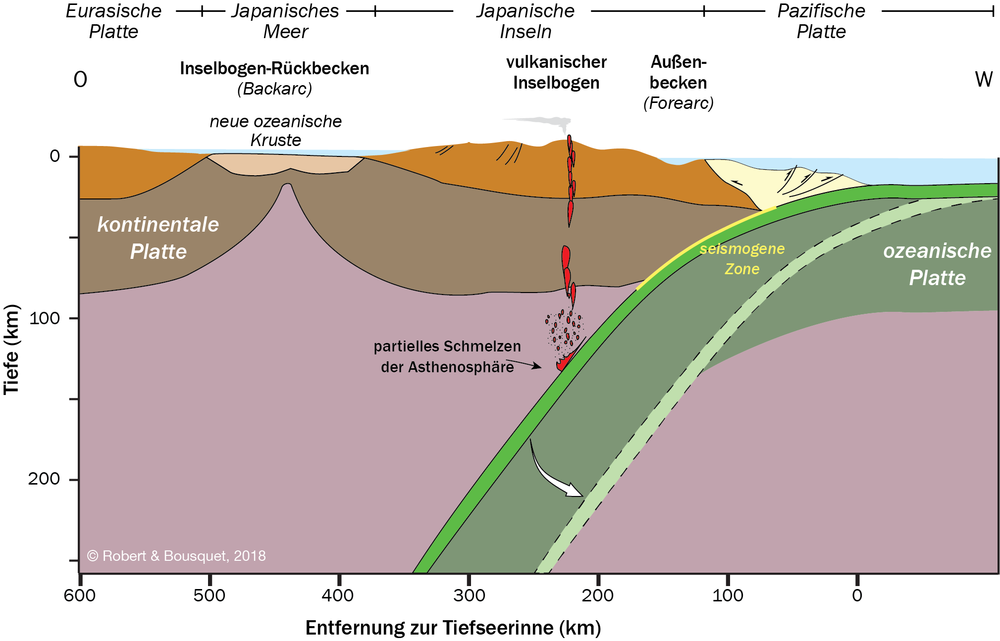 Eurasische
Platte
Japanisches
Meer
Japanische
Inseln
Pazifische
Platte
O
Inselbogen-Rückbecken
(Backarc)
vulkanischer
Inselbogen
Außen-
becken
(Forearc)
W
neue ozeanische
Kruste
0
100
200
Tiefe (km)
kontinentale
Platte
seismogene
Zone
ozeanische
Platte
partielles Schmelzen
der Asthenosphäre
© Robert & Bousquet, 2018
600
500
400
300
200
100
0
Entfernung zur Tiefseerinne (km)